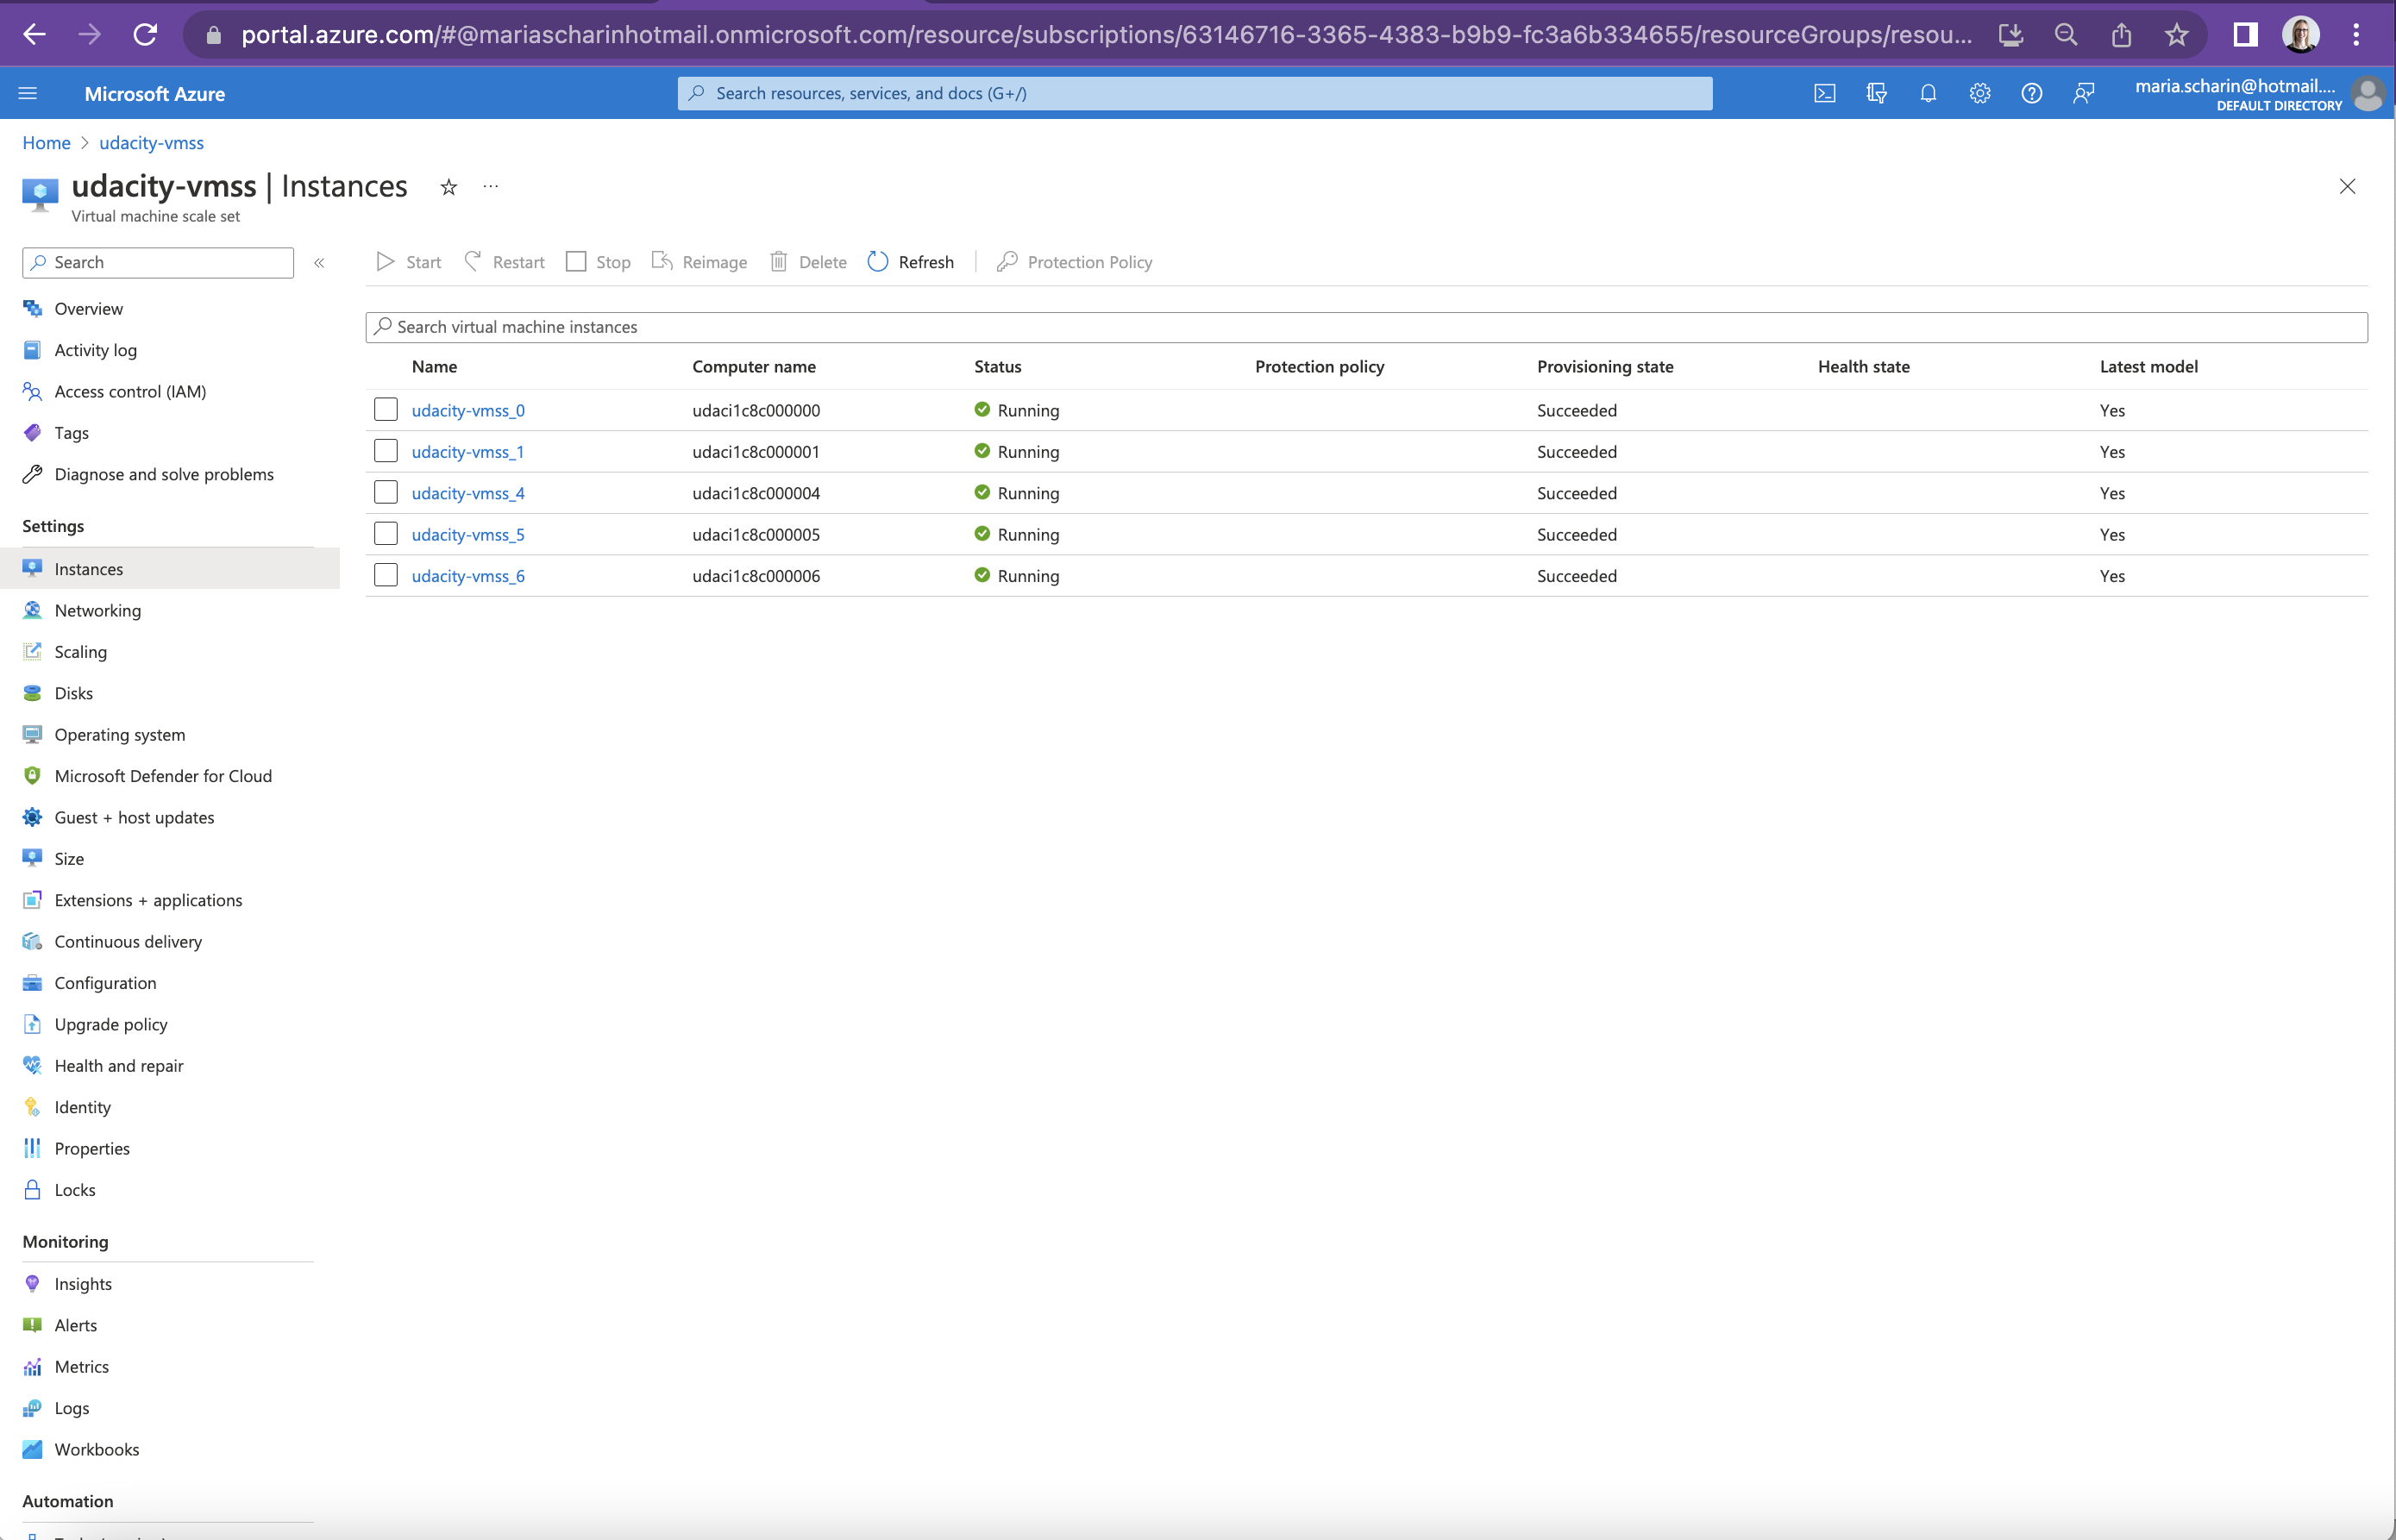 portal.azure.com/#@mariascharinhotmail.onmicrosoft.com/resource/subscriptions/63146716-3365-4383-b9b9-fc3a6b334655/resourceGroups/resou...
Microsoft Azure
Search resources, services, and docs (G+/)
maria.scharin@hotmail....
DEFAULT DIRECTORY
Home > udacity-vmss
udacity-vmss | Instances
Virtual machine scale set
Search
Start Restart Stop Reimage Delete Refresh Protection Policy
Search virtual machine instances
Name Computer name Status Protection policy Provisioning state Health state Latest model
udacity-vmss_0 udaci1c8c000000 Running Succeeded Yes
udacity-vmss_1 udaci1c8c000001 Running Succeeded Yes
udacity-vmss_4 udaci1c8c000004 Running Succeeded Yes
udacity-vmss_5 udaci1c8c000005 Running Succeeded Yes
udacity-vmss_6 udaci1c8c000006 Running Succeeded Yes
Overview
Activity log
Access control (IAM)
Tags
Diagnose and solve problems
Settings
Instances
Networking
Scaling
Disks
Operating system
Microsoft Defender for Cloud
Guest + host updates
Size
Extensions + applications
Continuous delivery
Configuration
Upgrade policy
Health and repair
Identity
Properties
Locks
Monitoring
Insights
Alerts
Metrics
Logs
Workbooks
Automation